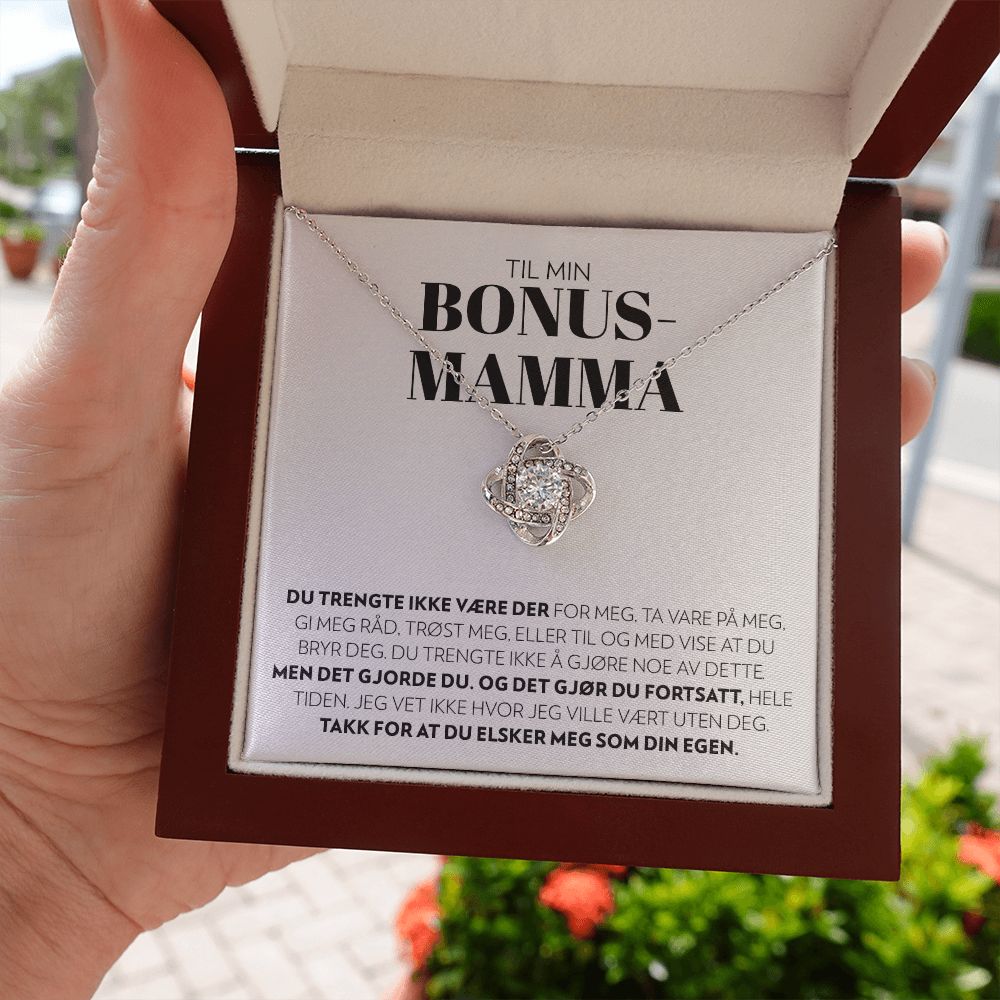 TIL MIN
BONUS-
MAMMA
DU TRENGTE IKKE VÆRE DER FOR MEG, TA VARE PÅ MEG,
GI MEG RÅD, TRØST MEG, ELLER TIL OG MED VISE AT DU
BRYR DEG. DU TRENGTE IKKE Å GJØRE NOE AV DETTE.
MEN DET GJORDE DU. OG DET GJØR DU FORTSATT, HELE
TIDEN. JEG VET IKKE HVOR JEG VILLE VÆRT UTEN DEG.
TAKK FOR AT DU ELSKER MEG SOM DIN EGEN.